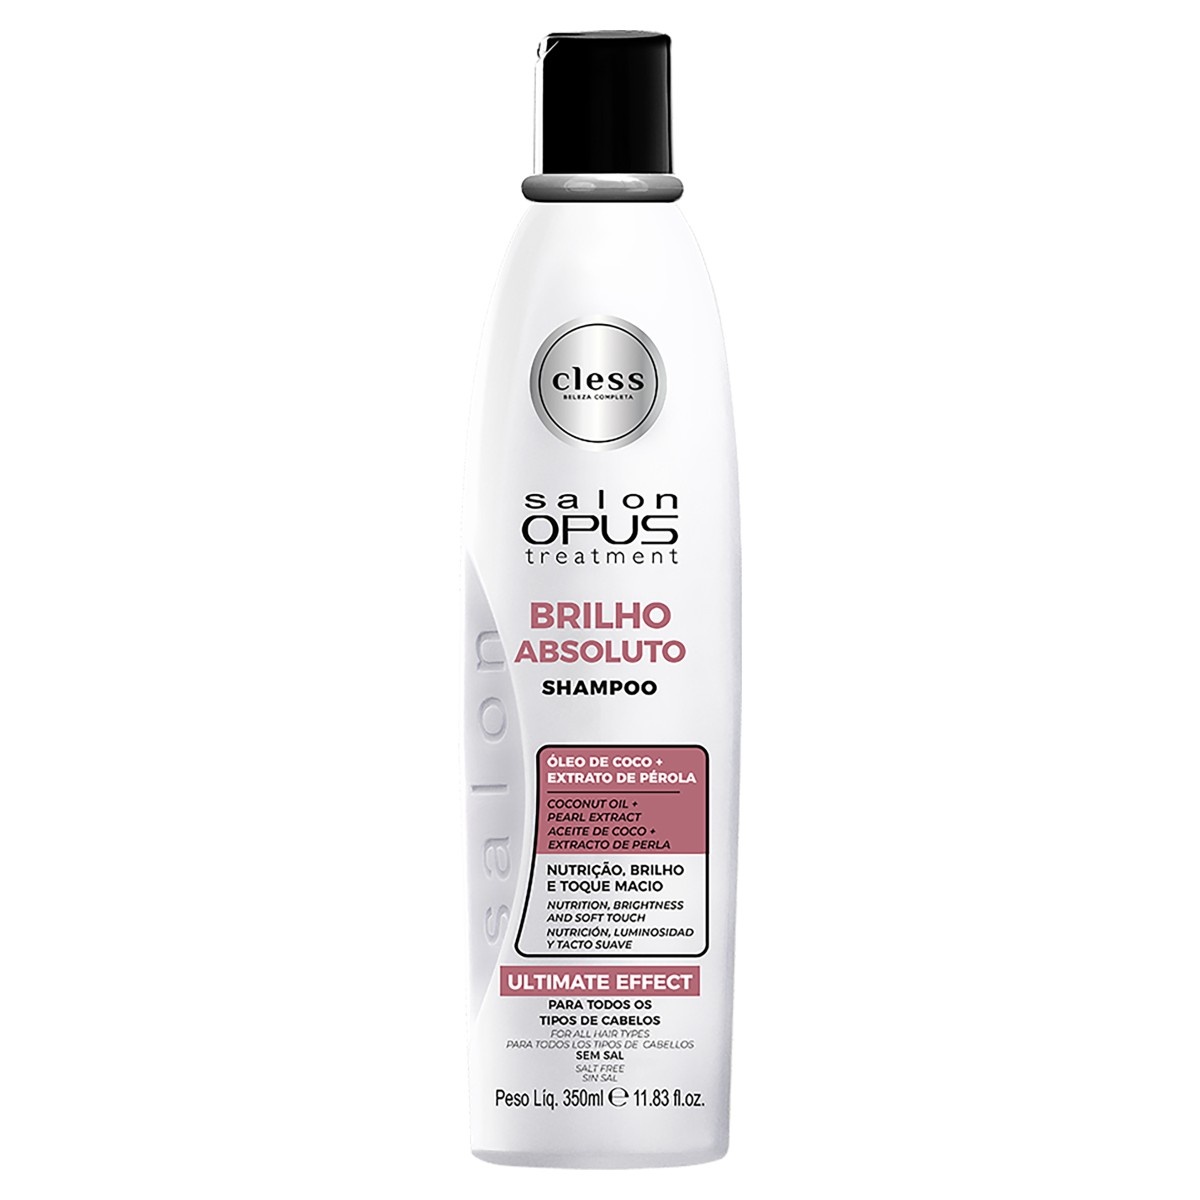 cless
BELEZA COMPLETA
salon
OPUS
treatment
BRILHO
ABSOLUTO
SHAMPOO
salon
ÓLEO DE COCO +
EXTRATO DE PÉROLA
COCONUT OIL +
PEARL EXTRACT
ACEITE DE COCO +
EXTRACTO DE PERLA
NUTRIÇÃO, BRILHO
E TOQUE MACIO
NUTRITION, BRIGHTNESS
AND SOFT TOUCH
NUTRICIÓN, LUMINOSIDAD
Y TACTO SUAVE
ULTIMATE EFFECT
PARA TODOS OS
TIPOS DE CABELOS
FOR ALL HAIR TYPES
PARA TODOS LOS TIPOS DE CABELLOS
SEM SAL
SALT FREE
SIN SAL
Peso Líq. 350ml ℮ 11.83 fl.oz.